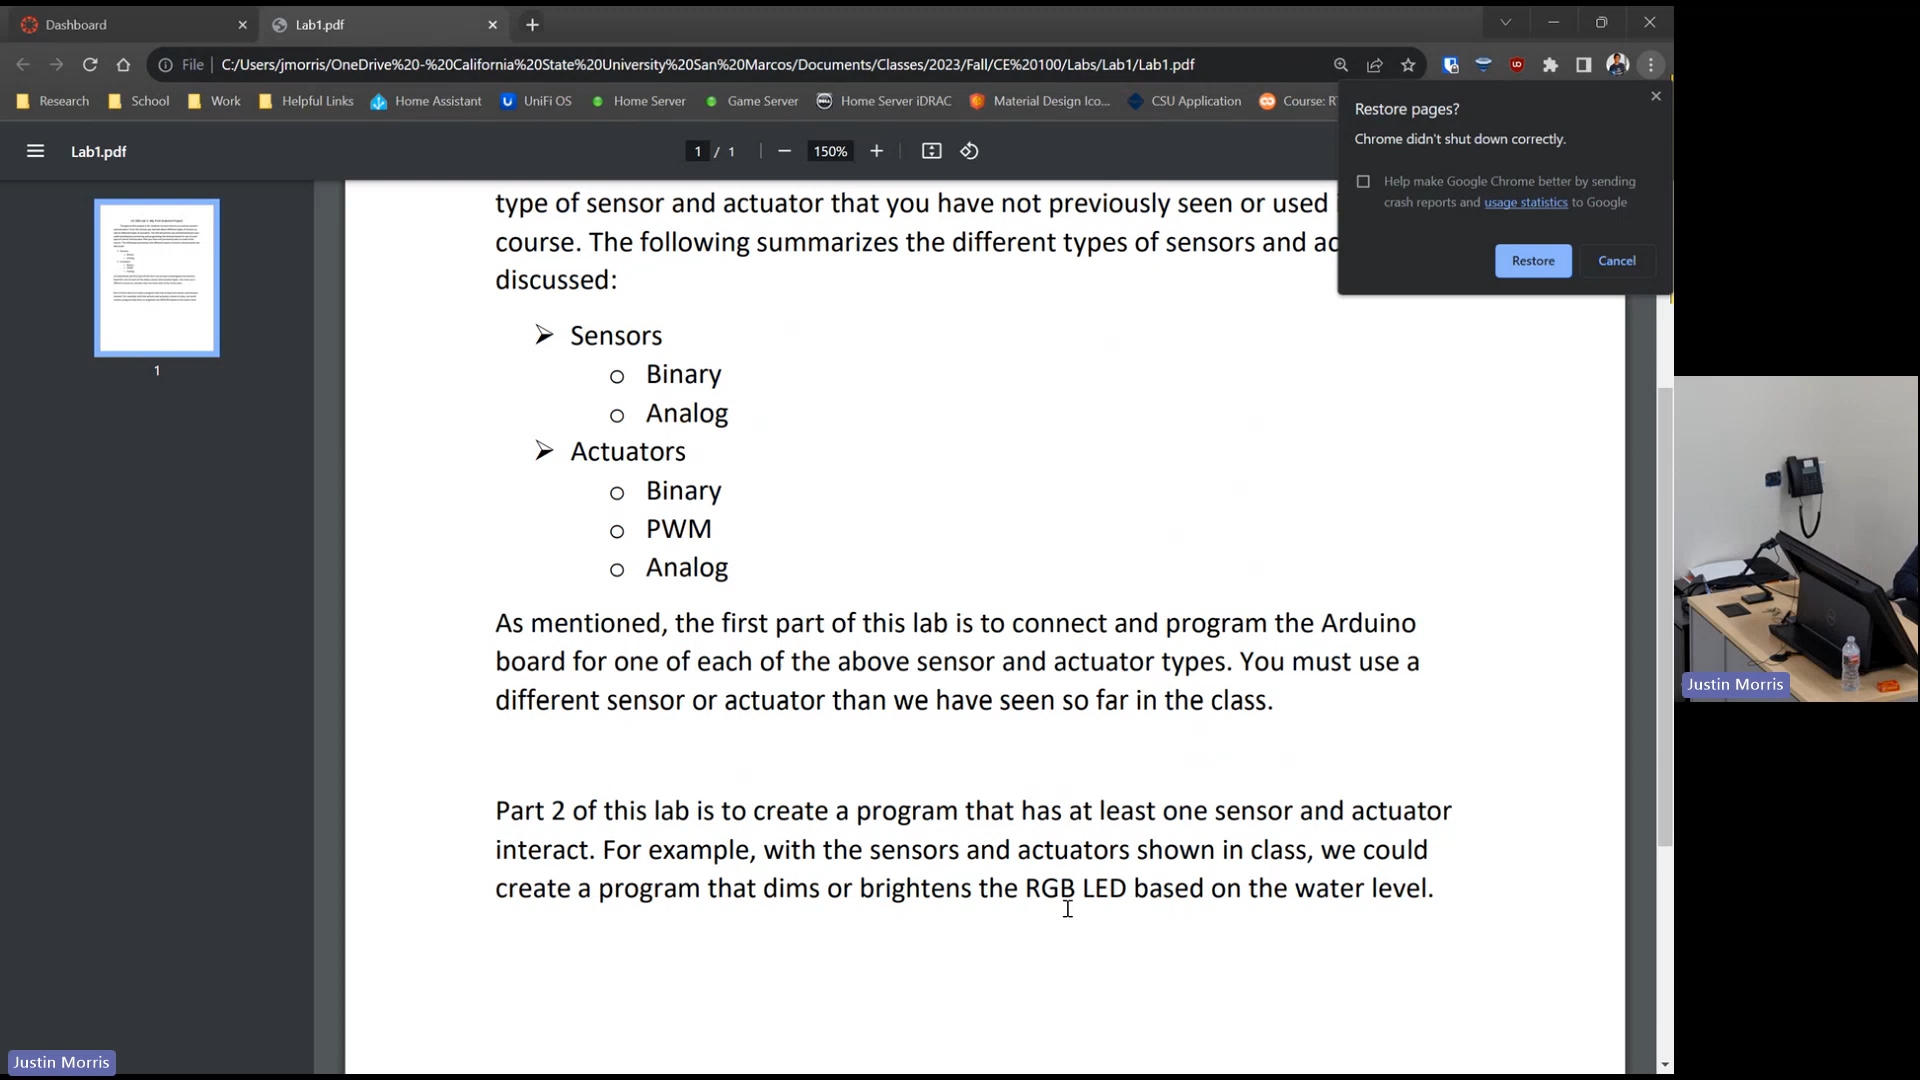 Dashboard
Lab1.pdf
File
C:/Users/jmorris/OneDrive%20-%20California%20State%20University%20San%20Marcos/Documents/Classes/2023/Fall/CE%20100/Labs/Lab1/Lab1.pdf
Research
School
Work
Helpful Links
Home Assistant
UniFi OS
Home Server
Game Server
Home Server iDRAC
Material Design Ico...
CSU Application
Course: RT
Restore pages?
Chrome didn't shut down correctly.
Help make Google Chrome better by sending
crash reports and usage statistics to Google
Restore
Cancel
Lab1.pdf
1 / 1
150%
1
type of sensor and actuator that you have not previously seen or used i
course. The following summarizes the different types of sensors and ac
discussed:
Sensors
Binary
Analog
Actuators
Binary
PWM
Analog
As mentioned, the first part of this lab is to connect and program the Arduino
board for one of each of the above sensor and actuator types. You must use a
different sensor or actuator than we have seen so far in the class.
Part 2 of this lab is to create a program that has at least one sensor and actuator
interact. For example, with the sensors and actuators shown in class, we could
create a program that dims or brightens the RGB LED based on the water level.
Justin Morris
Justin Morris